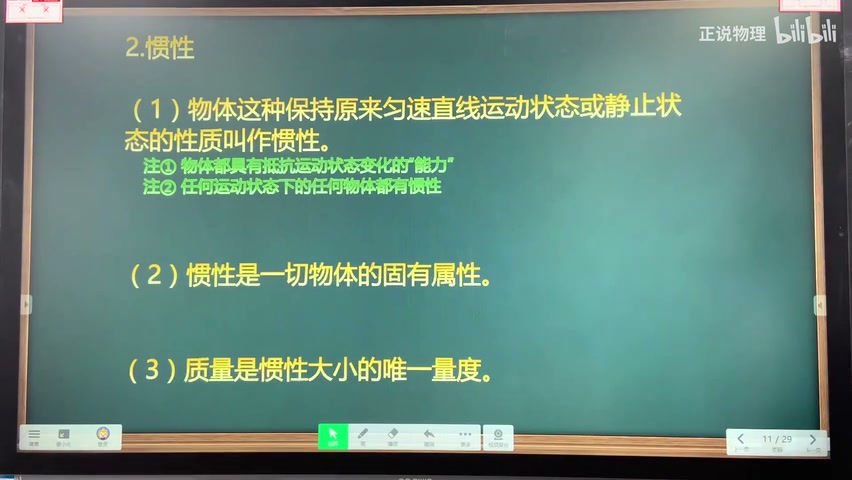 正说物理 bilibili
2.惯性
（1）物体这种保持原来匀速直线运动状态或静止状
态的性质叫作惯性。
注① 物体都具有抵抗运动状态变化的“能力”
注② 任何运动状态下的任何物体都有惯性
（2）惯性是一切物体的固有属性。
（3）质量是惯性大小的唯一量度。
11 / 29